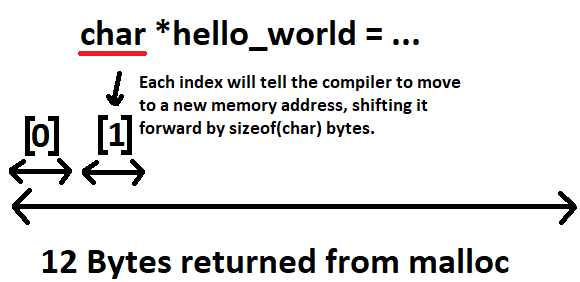 char *hello_world = ...
Each index will tell the compiler to move
to a new memory address, shifting it
forward by sizeof(char) bytes.
[0] [1]
12 Bytes returned from malloc